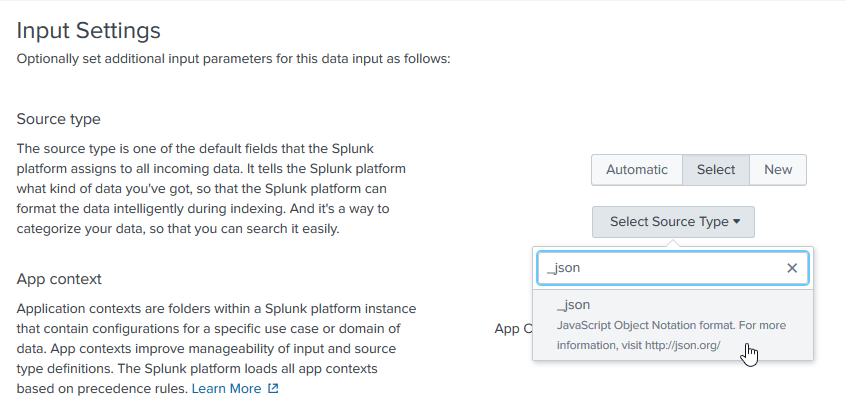 Input Settings
Optionally set additional input parameters for this data input as follows:
Source type
The source type is one of the default fields that the Splunk
platform assigns to all incoming data. It tells the Splunk platform
what kind of data you've got, so that the Splunk platform can
format the data intelligently during indexing. And it's a way to
categorize your data, so that you can search it easily.
Automatic
Select
New
Select Source Type
_json
_json
JavaScript Object Notation format. For more
information, visit http://json.org/
App context
Application contexts are folders within a Splunk platform instance
that contain configurations for a specific use case or domain of
data. App contexts improve manageability of input and source
type definitions. The Splunk platform loads all app contexts
based on precedence rules. Learn More
App